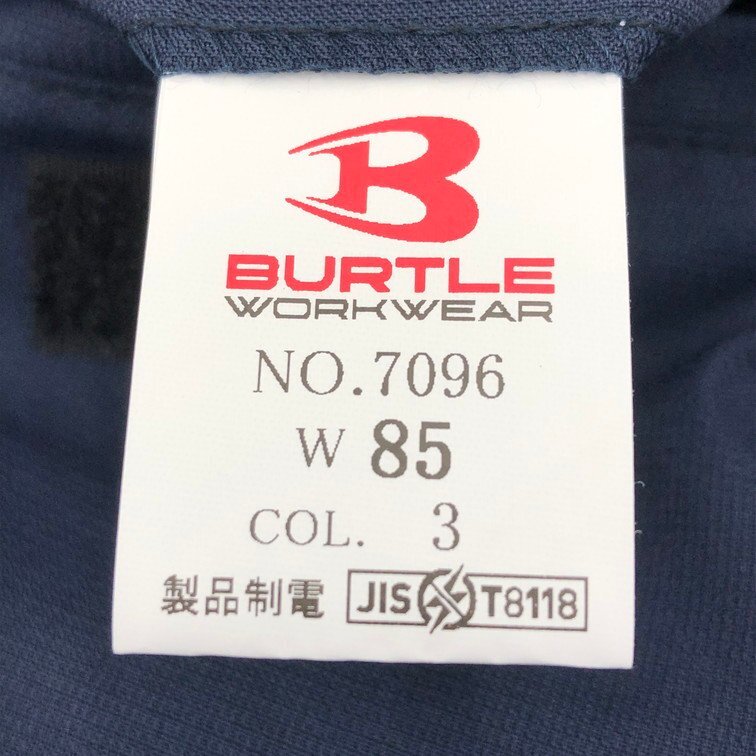 BURTLE
WORKWEAR
NO.7096
W 85
COL. 3
製品制電 JIS T8118